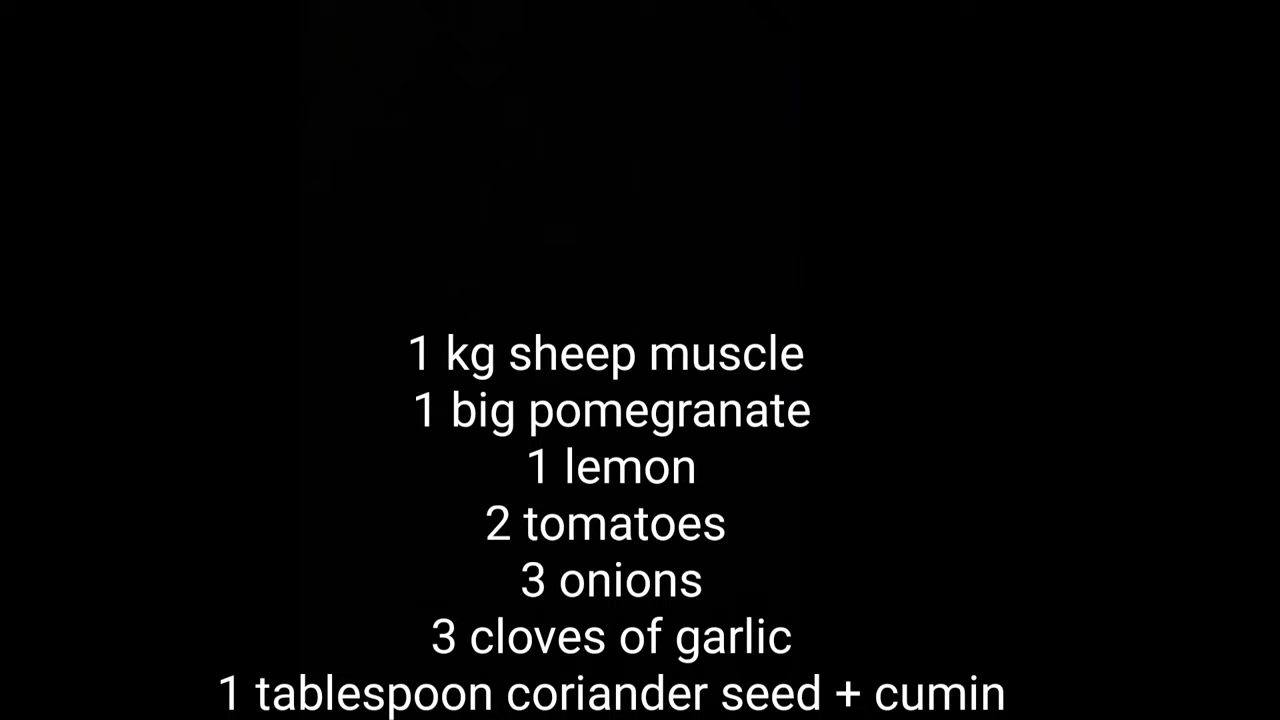 1 kg sheep muscle
1 big pomegranate
1 lemon
2 tomatoes
3 onions
3 cloves of garlic
1 tablespoon coriander seed + cumin